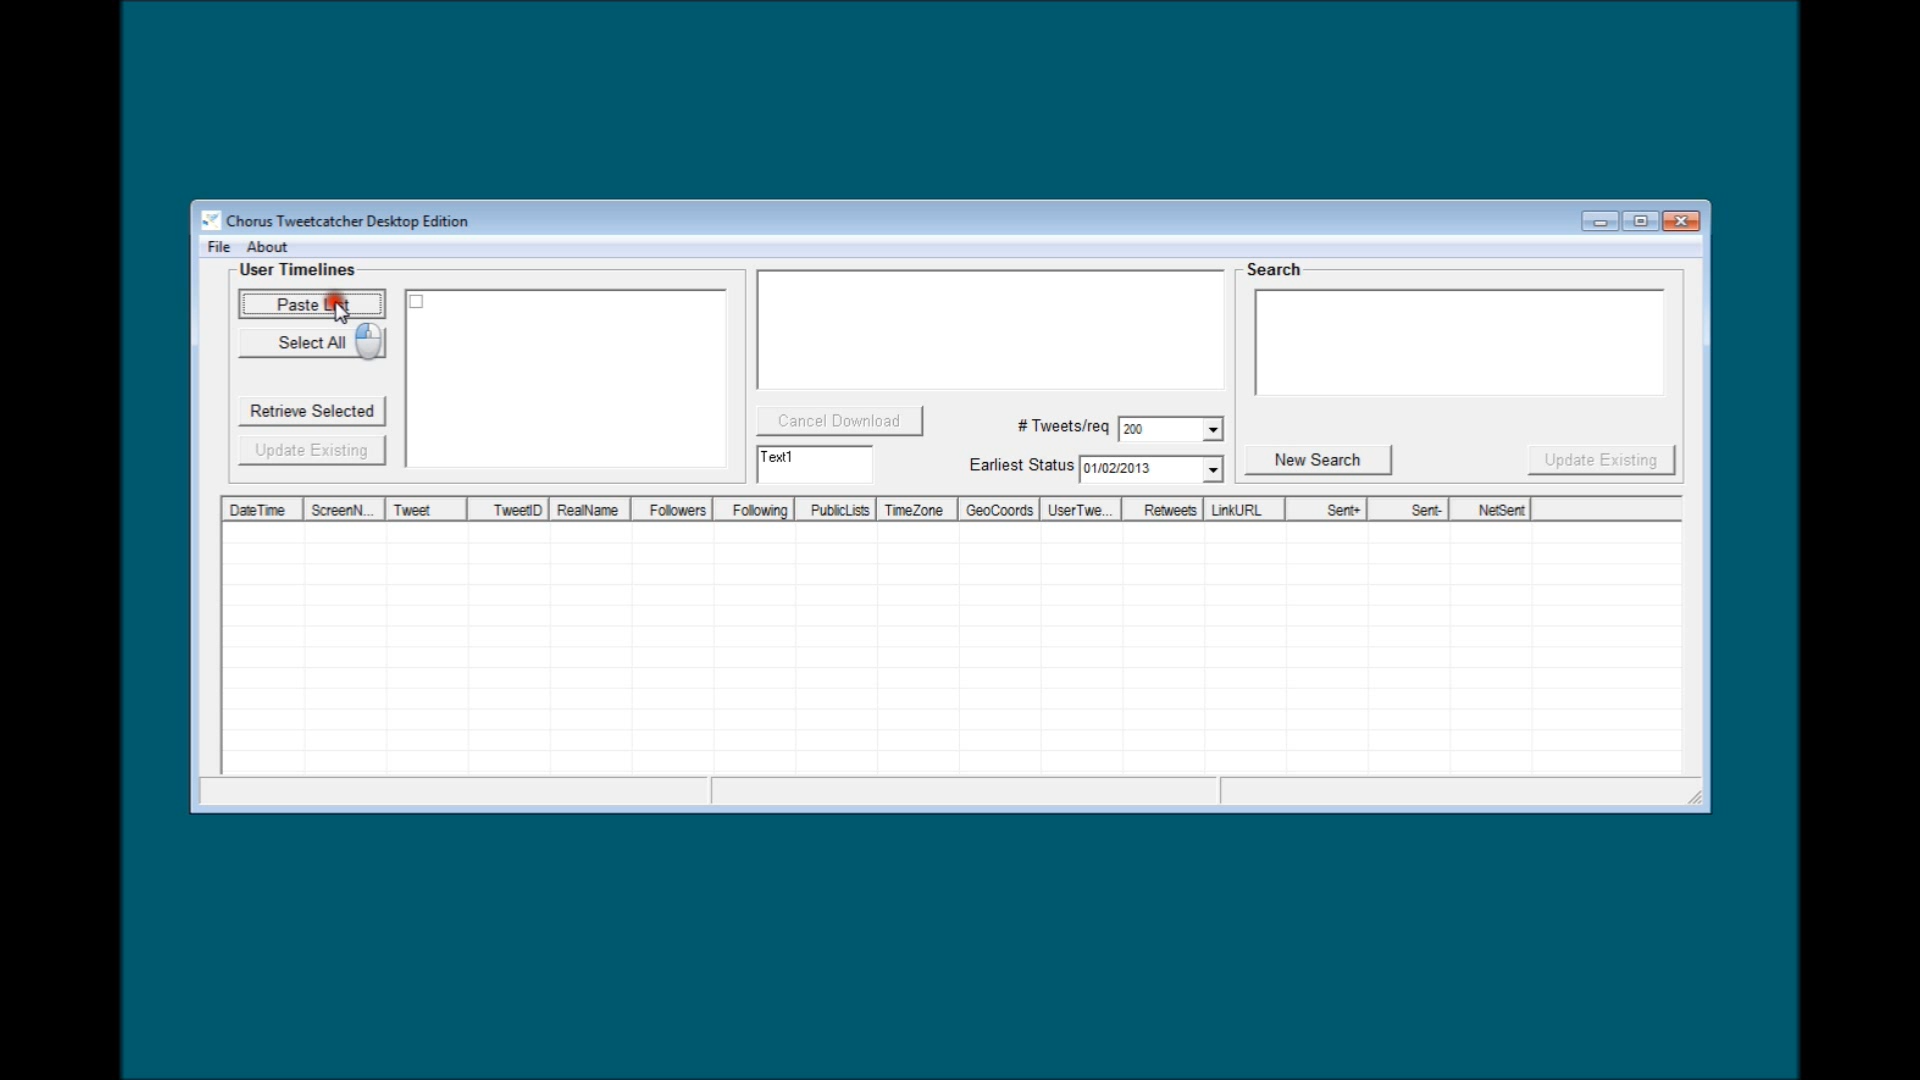 Chorus Tweetcatcher Desktop Edition
File About
User Timelines
Search
Paste List
Select All
Retrieve Selected
Update Existing
Cancel Download
# Tweets/req 200
Text1
Earliest Status 01/02/2013
New Search
Update Existing
DateTime ScreenN... Tweet TweetID RealName Followers Following PublicLists TimeZone GeoCoords UserTwe... Retweets LinkURL Sent+ Sent- NetSent